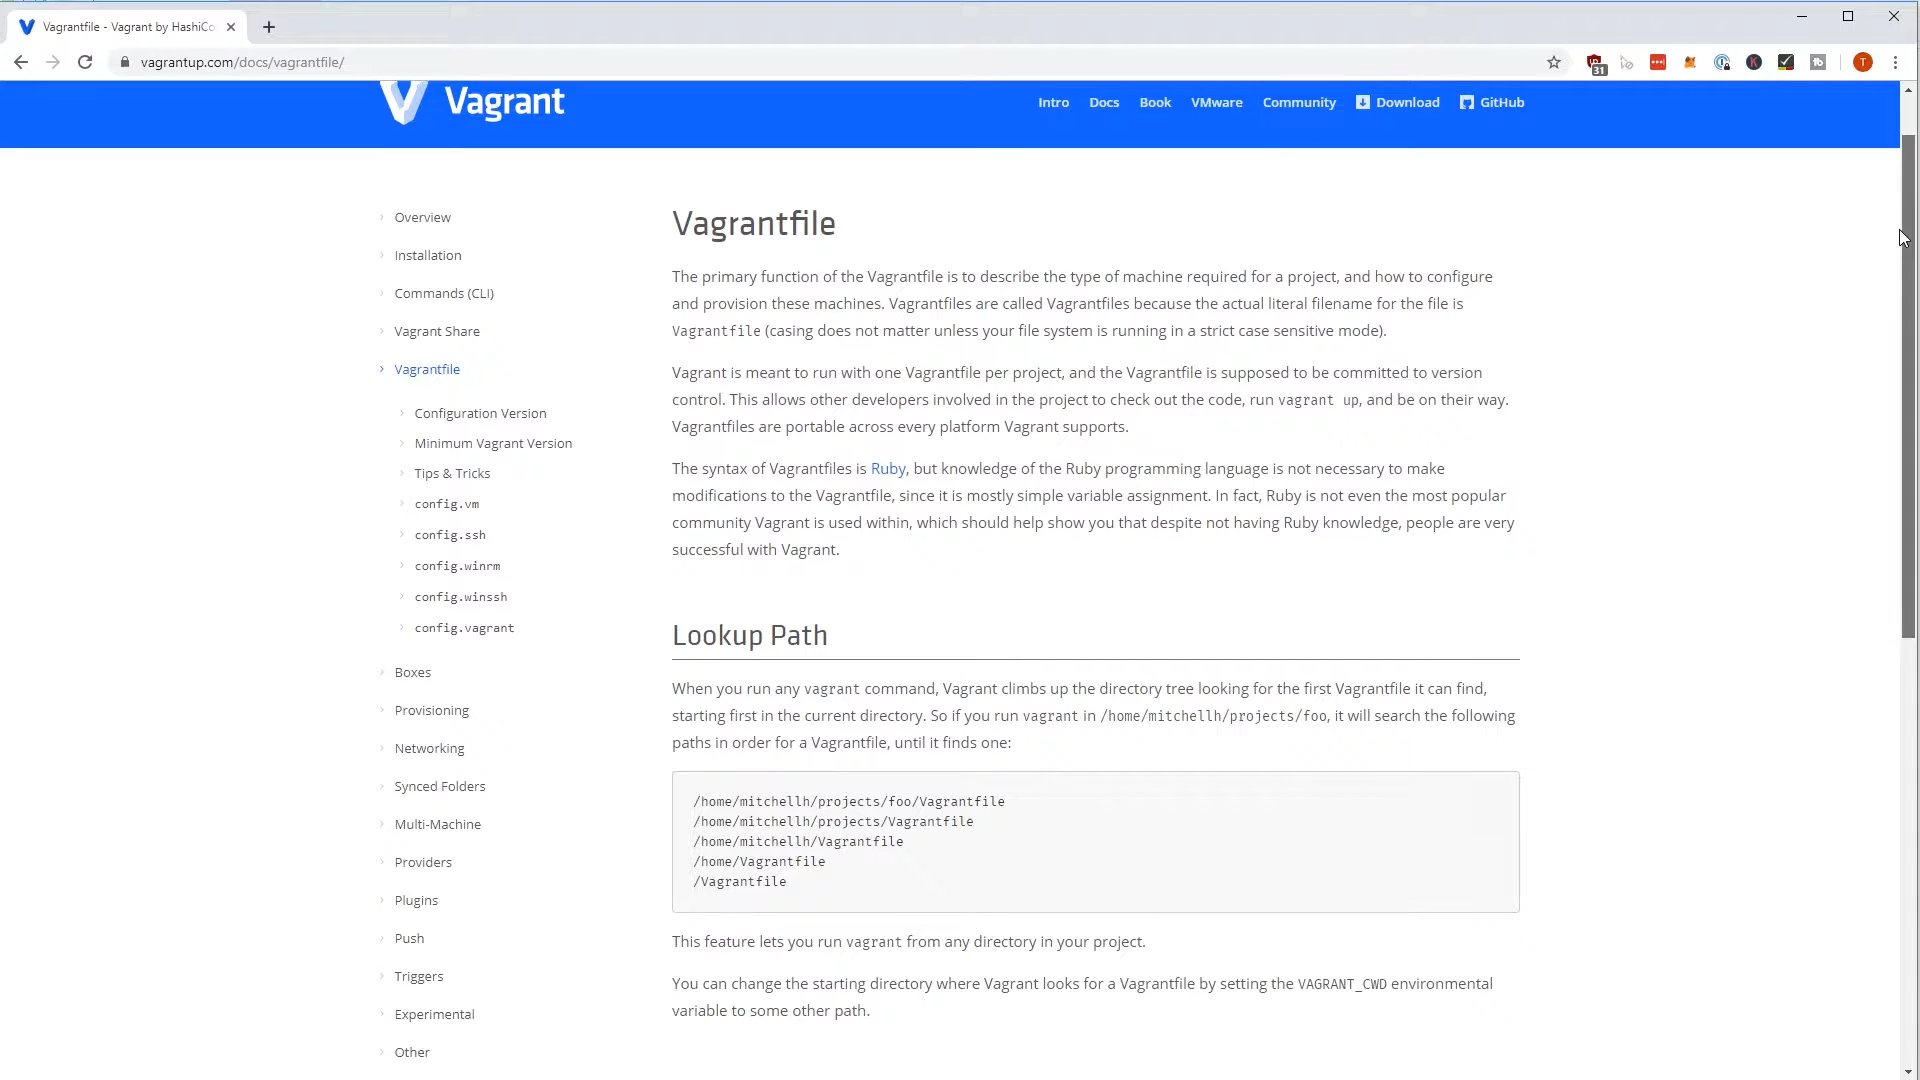 Vagrantfile - Vagrant by HashiCo
vagrantup.com/docs/vagrantfile/
31
T
Vagrant
Intro Docs Book VMware Community Download GitHub
Overview
Installation
Commands (CLI)
Vagrant Share
Vagrantfile
Configuration Version
Minimum Vagrant Version
Tips & Tricks
config.vm
config.ssh
config.winrm
config.winssh
config.vagrant
Boxes
Provisioning
Networking
Synced Folders
Multi-Machine
Providers
Plugins
Push
Triggers
Experimental
Other
Vagrantfile
The primary function of the Vagrantfile is to describe the type of machine required for a project, and how to configure
and provision these machines. Vagrantfiles are called Vagrantfiles because the actual literal filename for the file is
Vagrantfile (casing does not matter unless your file system is running in a strict case sensitive mode).
Vagrant is meant to run with one Vagrantfile per project, and the Vagrantfile is supposed to be committed to version
control. This allows other developers involved in the project to check out the code, run vagrant up, and be on their way.
Vagrantfiles are portable across every platform Vagrant supports.
The syntax of Vagrantfiles is Ruby, but knowledge of the Ruby programming language is not necessary to make
modifications to the Vagrantfile, since it is mostly simple variable assignment. In fact, Ruby is not even the most popular
community Vagrant is used within, which should help show you that despite not having Ruby knowledge, people are very
successful with Vagrant.
Lookup Path
When you run any vagrant command, Vagrant climbs up the directory tree looking for the first Vagrantfile it can find,
starting first in the current directory. So if you run vagrant in /home/mitchellh/projects/foo, it will search the following
paths in order for a Vagrantfile, until it finds one:
/home/mitchellh/projects/foo/Vagrantfile
/home/mitchellh/projects/Vagrantfile
/home/mitchellh/Vagrantfile
/home/Vagrantfile
/Vagrantfile
This feature lets you run vagrant from any directory in your project.
You can change the starting directory where Vagrant looks for a Vagrantfile by setting the VAGRANT_CWD environmental
variable to some other path.